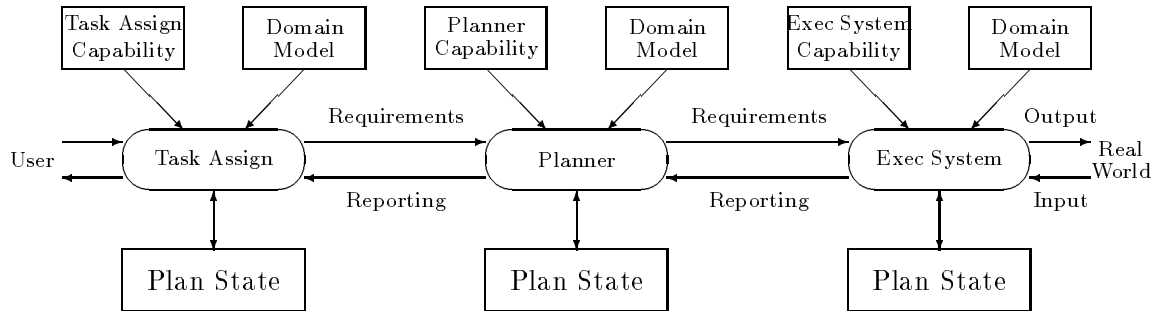 Task Assign
Capability
Domain
Model
Planner
Capability
Domain
Model
Exec System
Capability
Domain
Model
Requirements
Requirements
Output
User
Task Assign
Planner
Exec System
Real
World
Reporting
Reporting
Input
Plan State
Plan State
Plan State